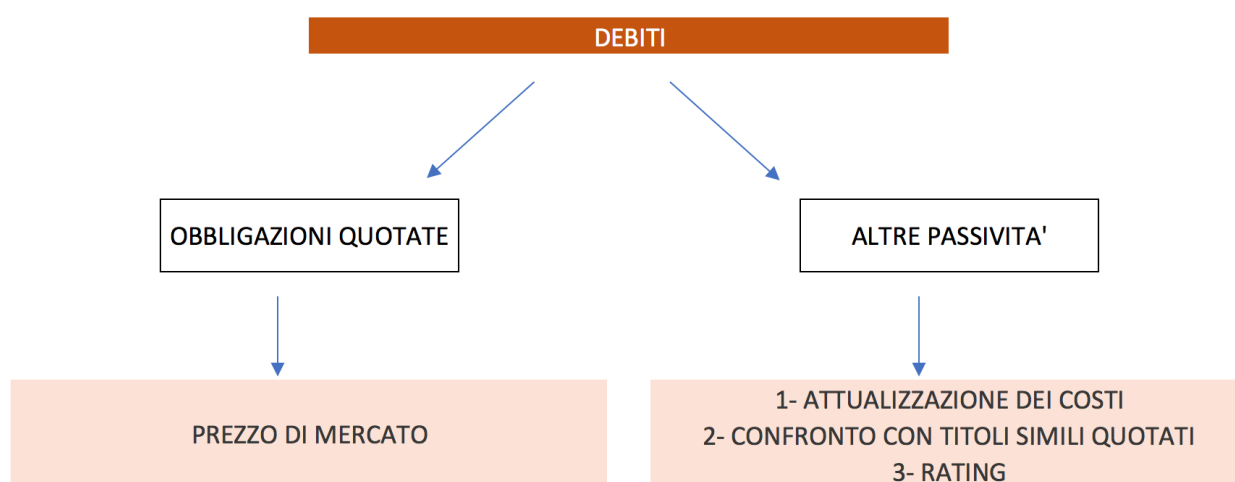 DEBITI
OBBLIGAZIONI QUOTATE
ALTRE PASSIVITA'
PREZZO DI MERCATO
1- ATTUALIZZAZIONE DEI COSTI
2- CONFRONTO CON TITOLI SIMILI QUOTATI
3- RATING